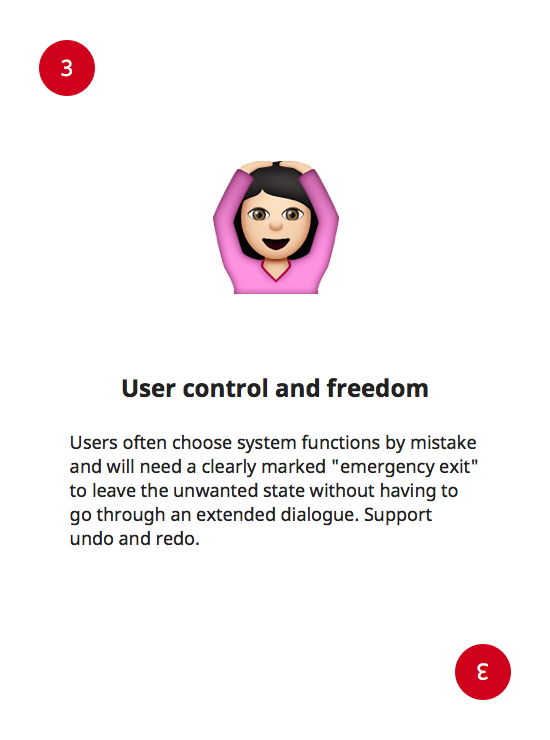 3
User control and freedom
Users often choose system functions by mistake
and will need a clearly marked "emergency exit"
to leave the unwanted state without having to
go through an extended dialogue. Support
undo and redo.
3